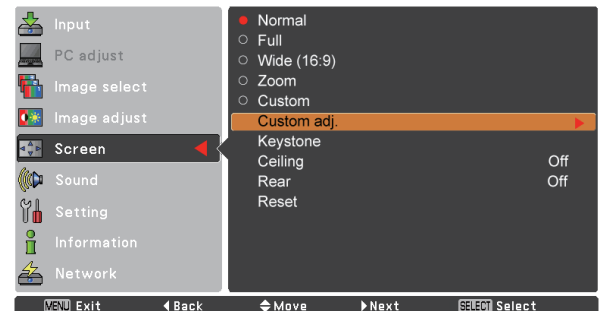 Input
PC adjust
Image select
Image adjust
Screen
Sound
Setting
Information
Network
Normal
Full
Wide (16:9)
Zoom
Custom
Custom adj.
Keystone
Ceiling Off
Rear Off
Reset
MENU Exit Back Move Next SELECT Select